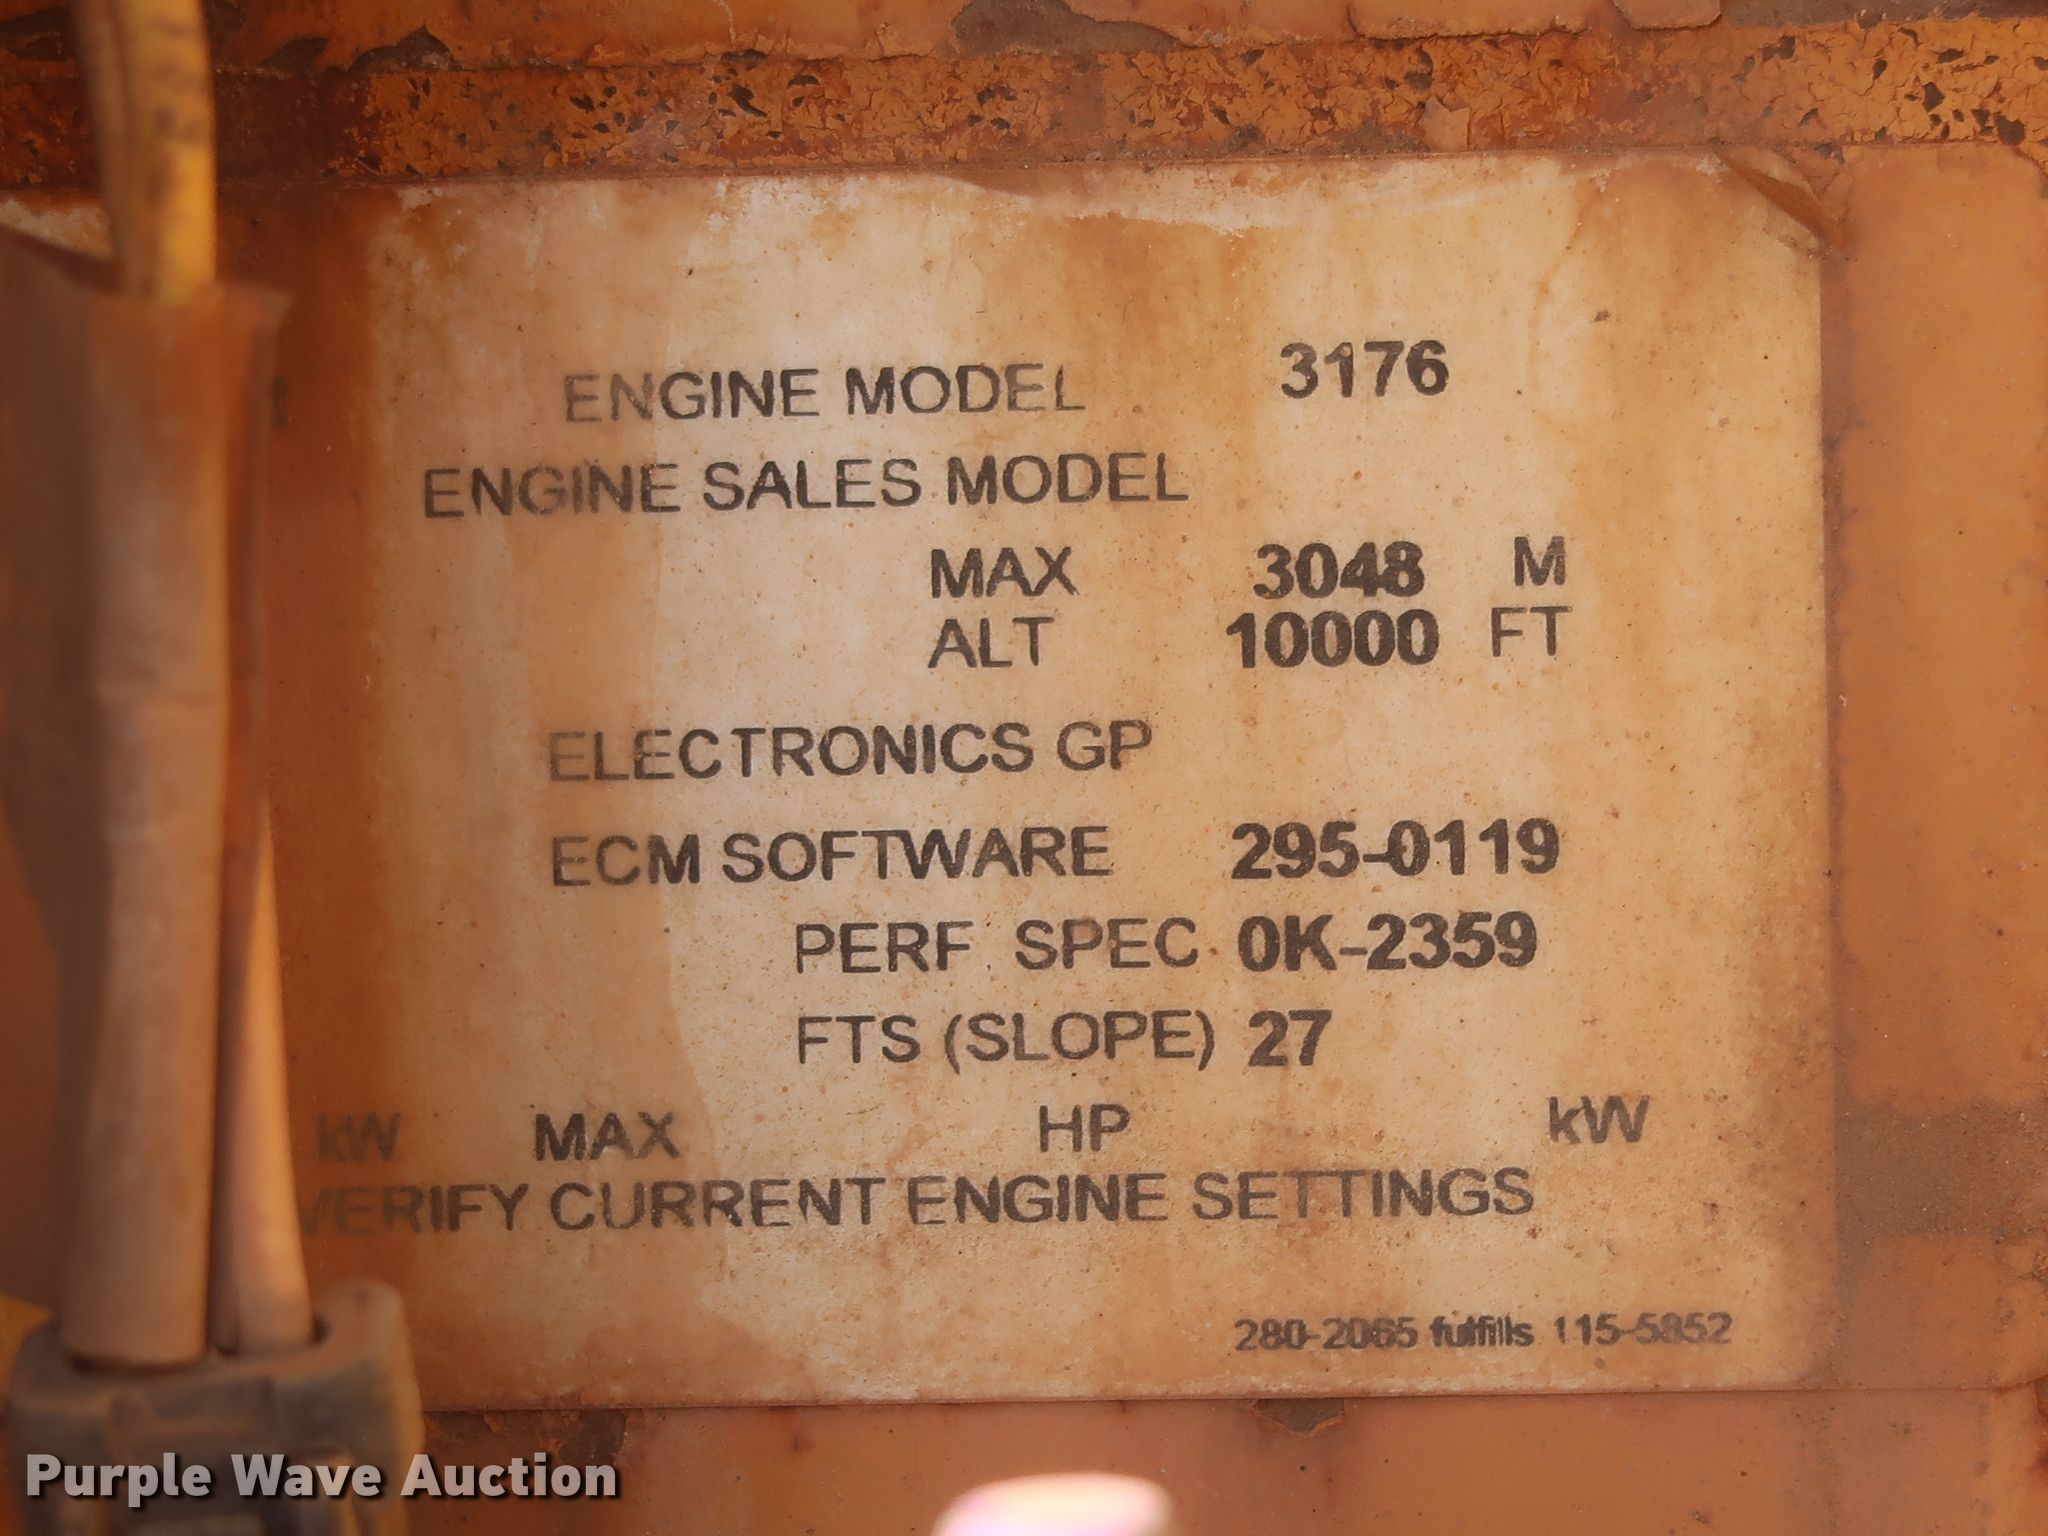 ENGINE MODEL 3176
ENGINE SALES MODEL
MAX 3048 M
ALT 10000 FT
ELECTRONICS GP
ECM SOFTWARE 295-0119
PERF. SPEC 0K-2359
FTS (SLOPE) 27
kW MAX HP kW
VERIFY CURRENT ENGINE SETTINGS
280-2065 fulfills 115-5852
Purple Wave Auction